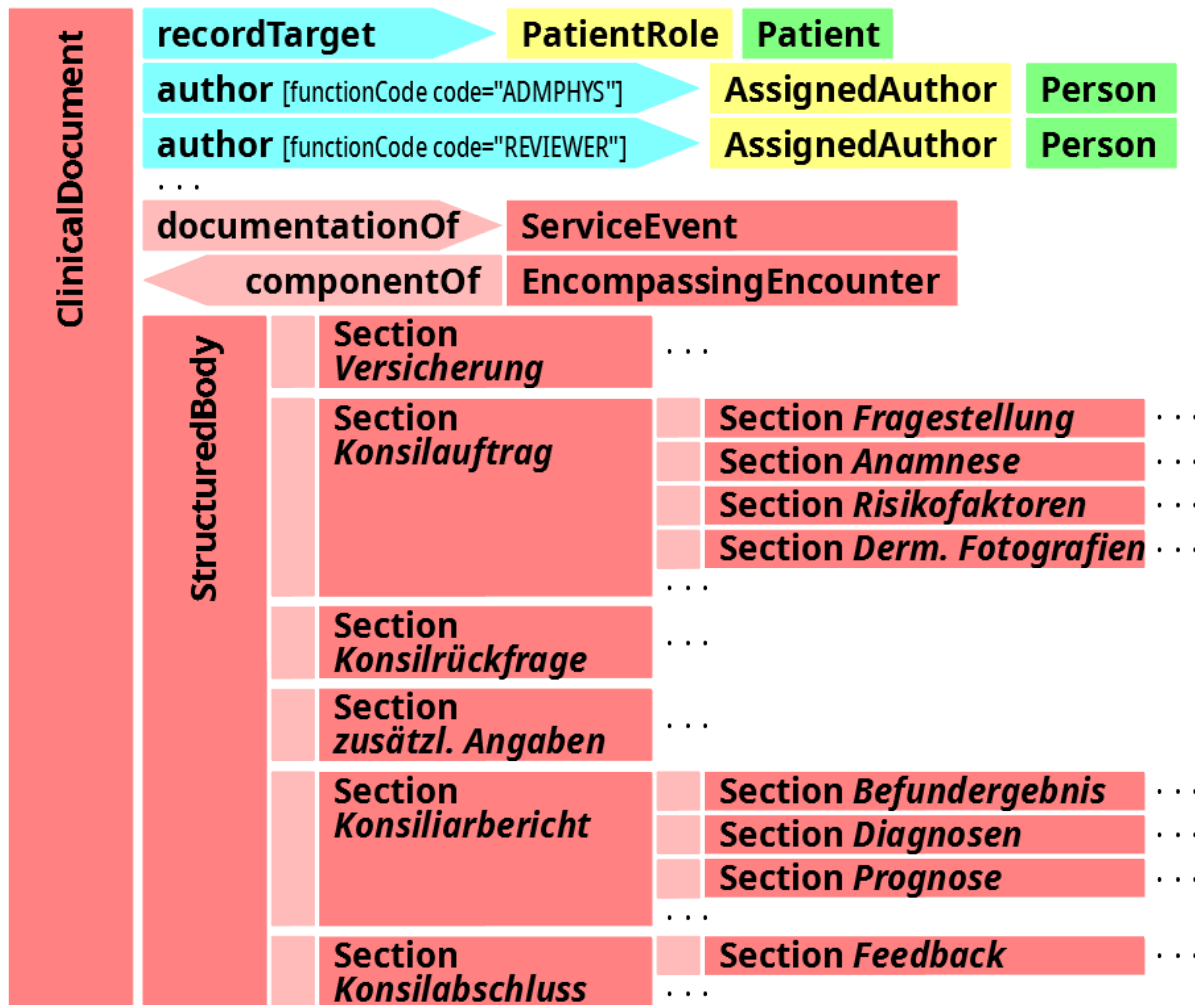 ClinicalDocument
recordTarget PatientRole Patient
author [functionCode code="ADMPHYS"] AssignedAuthor Person
author [functionCode code="REVIEWER"] AssignedAuthor Person
. . .
documentationOf ServiceEvent
componentOf EncompassingEncounter
StructuredBody
Section
Versicherung
. . .
Section
Konsilauftrag
Section Fragestellung . . .
Section Anamnese . . .
Section Risikofaktoren . . .
Section Derm. Fotografien . . .
. . .
Section
Konsilrückfrage
. . .
Section
zusätzl. Angaben
. . .
Section
Konsiliarbericht
Section Befundergebnis . . .
Section Diagnosen . . .
Section Prognose . . .
. . .
Section
Konsilabschluss
Section Feedback . . .
. . .